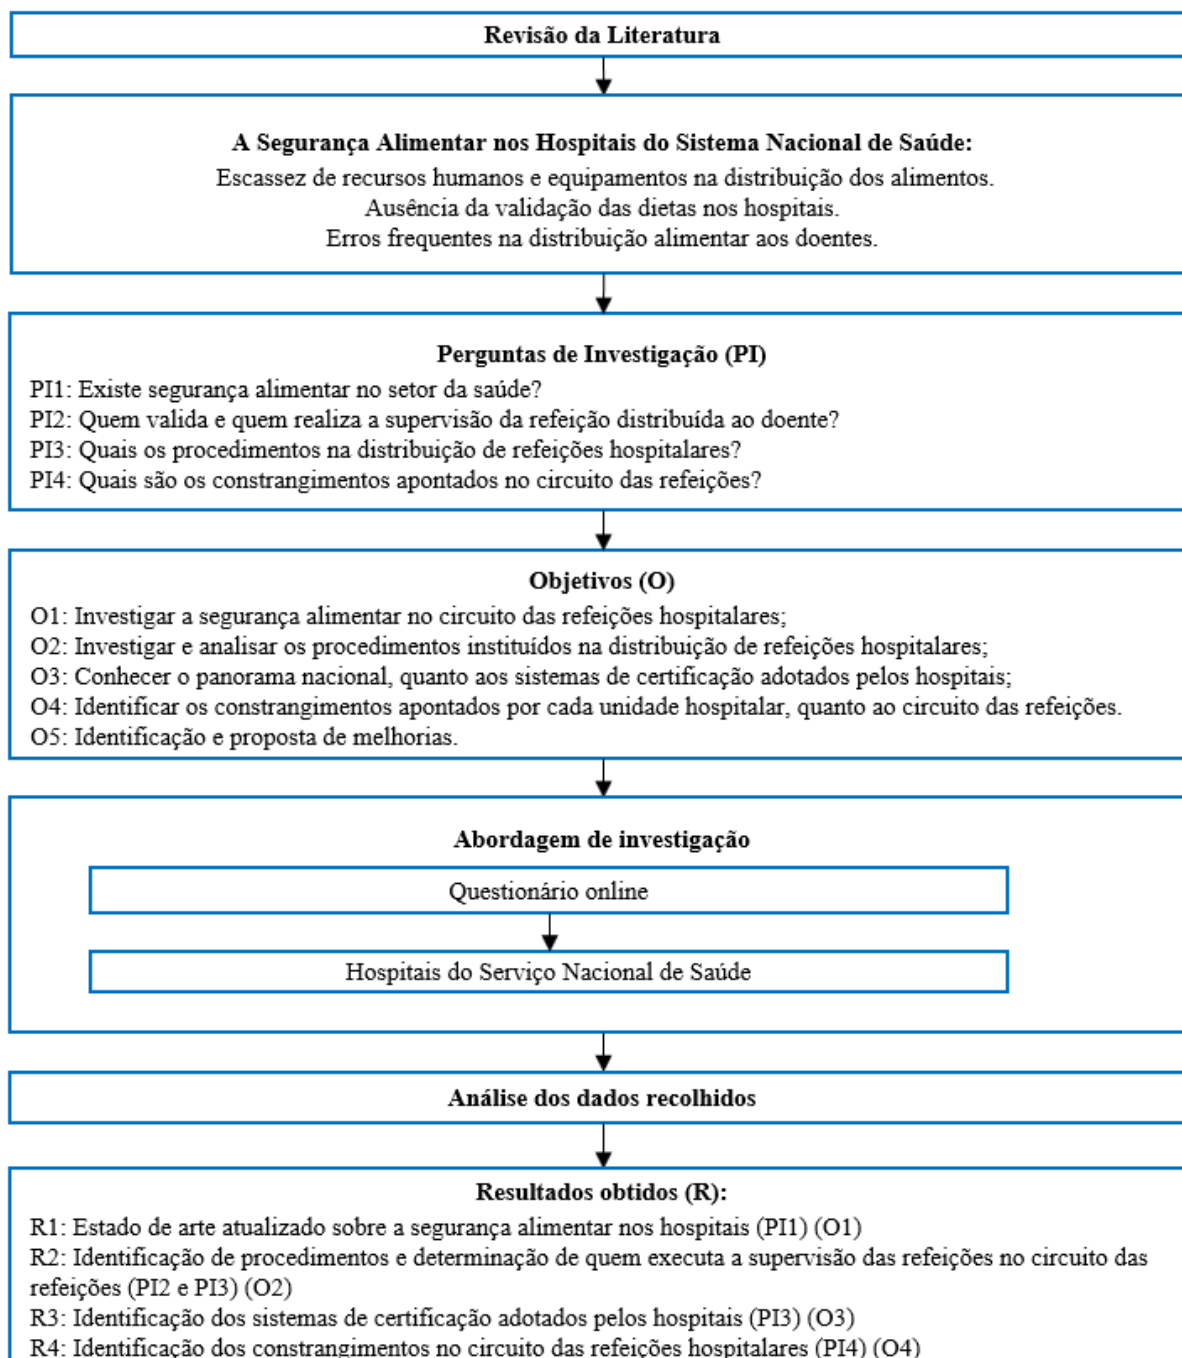 Revisão da Literatura
A Segurança Alimentar nos Hospitais do Sistema Nacional de Saúde:
Escassez de recursos humanos e equipamentos na distribuição dos alimentos.
Ausência da validação das dietas nos hospitais.
Erros frequentes na distribuição alimentar aos doentes.
Perguntas de Investigação (PI)
PI1: Existe segurança alimentar no setor da saúde?
PI2: Quem valida e quem realiza a supervisão da refeição distribuída ao doente?
PI3: Quais os procedimentos na distribuição de refeições hospitalares?
PI4: Quais são os constrangimentos apontados no circuito das refeições?
Objetivos (O)
O1: Investigar a segurança alimentar no circuito das refeições hospitalares;
O2: Investigar e analisar os procedimentos instituídos na distribuição de refeições hospitalares;
O3: Conhecer o panorama nacional, quanto aos sistemas de certificação adotados pelos hospitais;
O4: Identificar os constrangimentos apontados por cada unidade hospitalar, quanto ao circuito das refeições.
O5: Identificação e proposta de melhorias.
Abordagem de investigação
Questionário online
Hospitais do Serviço Nacional de Saúde
Análise dos dados recolhidos
Resultados obtidos (R):
R1: Estado de arte atualizado sobre a segurança alimentar nos hospitais (PI1) (O1)
R2: Identificação de procedimentos e determinação de quem executa a supervisão das refeições no circuito das
refeições (PI2 e PI3) (O2)
R3: Identificação dos sistemas de certificação adotados pelos hospitais (PI3) (O3)
R4: Identificação dos constrangimentos no circuito das refeições hospitalares (PI4) (O4)